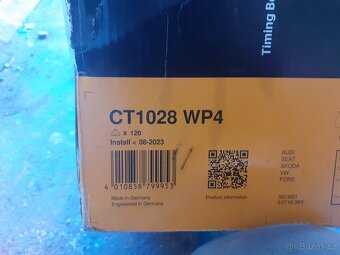 Timing B
CT1028 WP4
x 120
Install < 08-2023
4 010858 799953
Made in Germany
Engineered in Germany
Product information
AUDI
SEAT
SKODA
VW
FORD